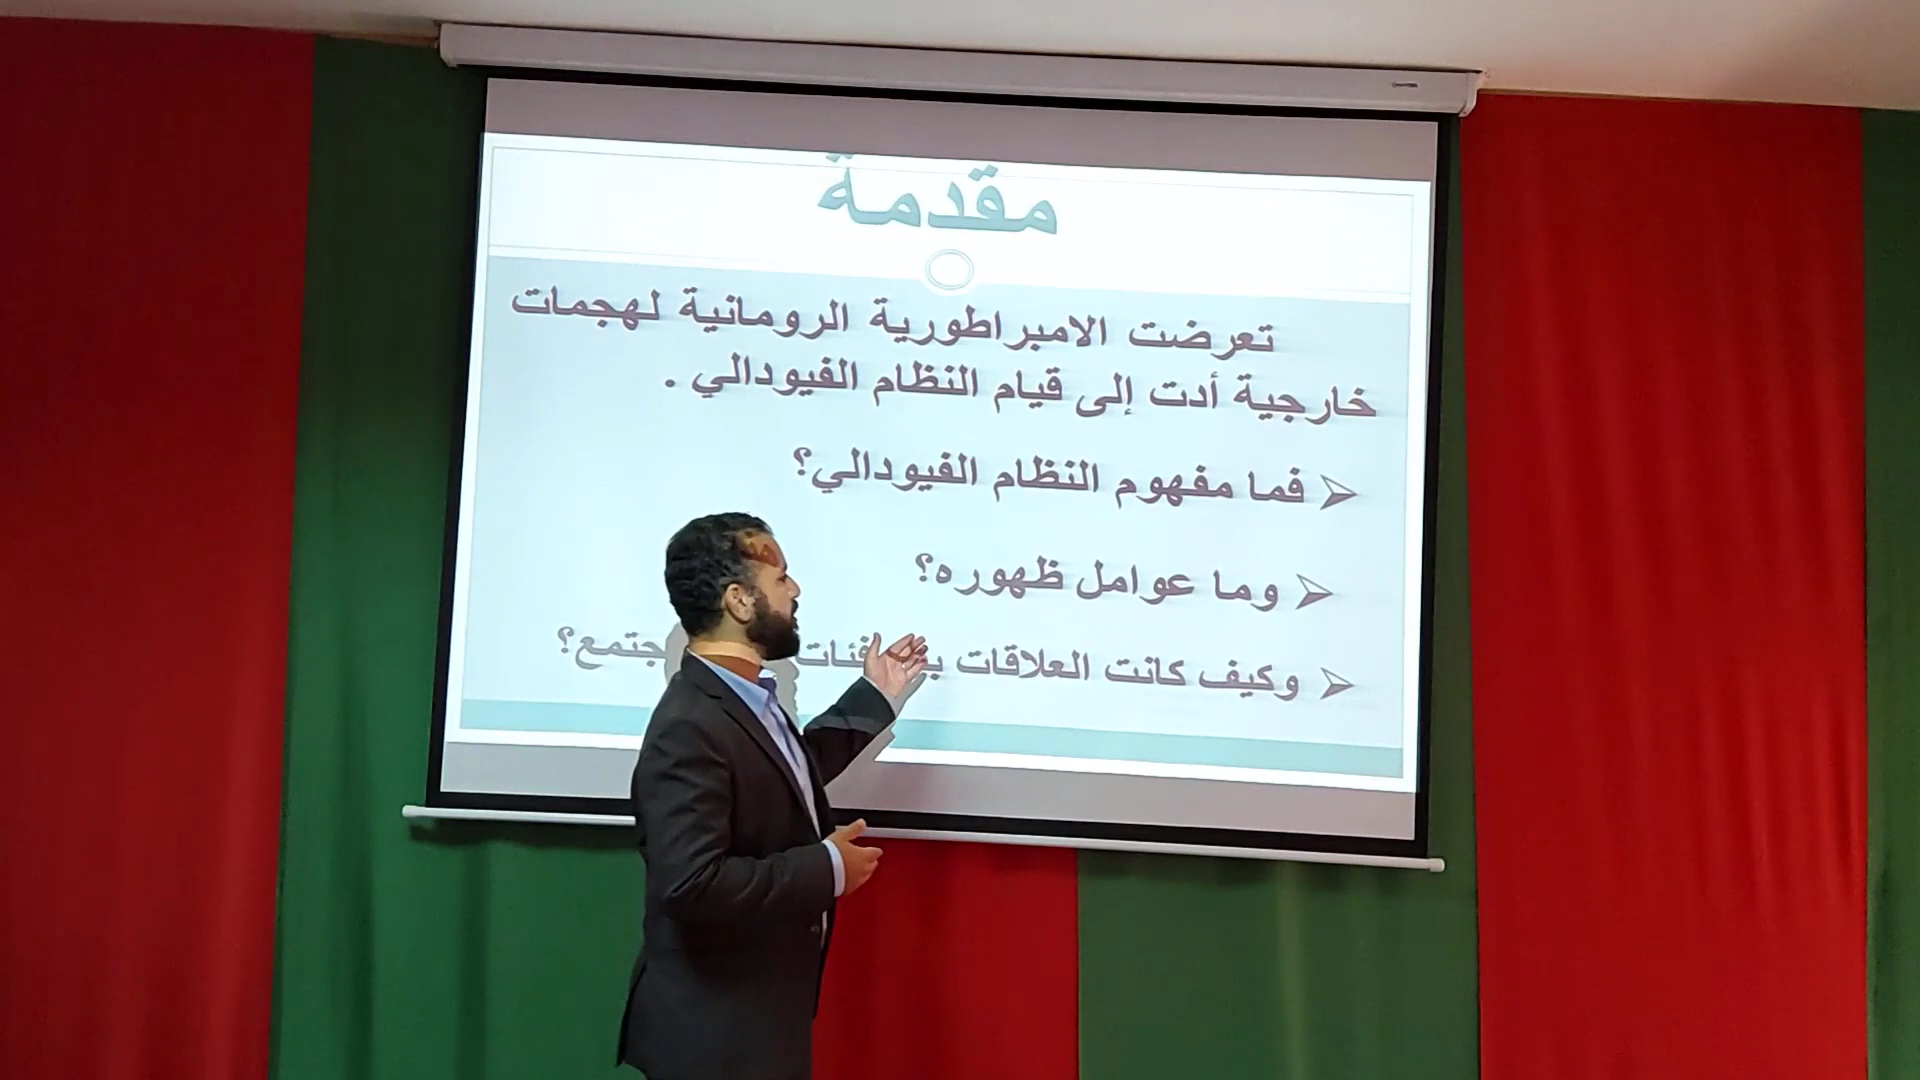 مقدمة
تعرضت الامبراطورية الرومانية لهجمات
خارجية أدت إلى قيام النظام الفيودالي .
فما مفهوم النظام الفيودالي؟
وما عوامل ظهوره؟
وكيف كانت العلاقات فئات